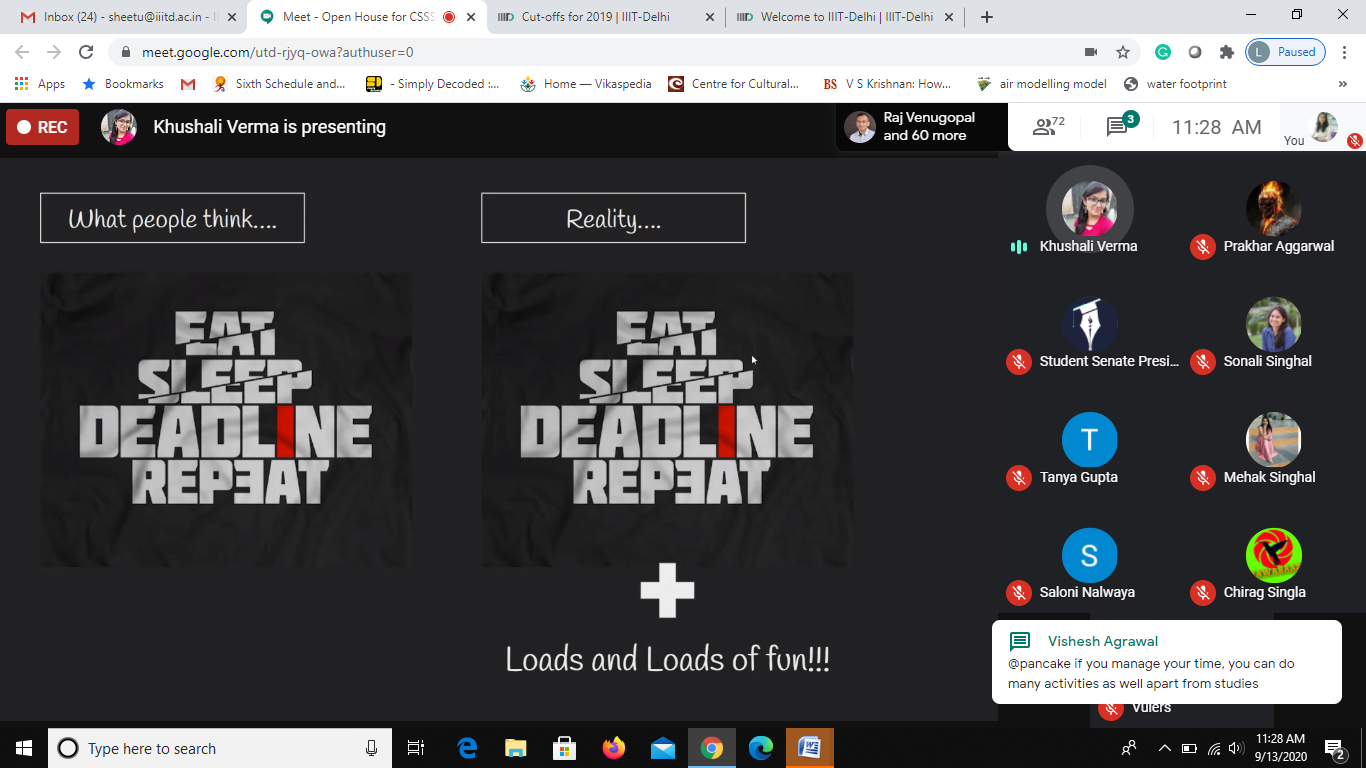 Inbox (24) - sheetu@iiitd.ac.in - I
Meet - Open House for CSSS
Cut-offs for 2019 | IIIT-Delhi
Welcome to IIIT-Delhi | IIIT-Delhi
meet.google.com/utd-rjyq-owa?authuser=0
L Paused
Apps
Bookmarks
Sixth Schedule and...
- Simply Decoded :...
Home — Vikaspedia
Centre for Cultural...
BS V S Krishnan: How...
air modelling model
water footprint
REC
Khushali Verma is presenting
Raj Venugopal
and 60 more
72
3
11:28 AM
You
What people think....
Reality....
EAT
SLEEP
DEADLINE
REPEAT
EAT
SLEEP
DEADLINE
REPEAT
Loads and Loads of fun!!!
Khushali Verma
Prakhar Aggarwal
Student Senate Presi...
Sonali Singhal
T
Tanya Gupta
Mehak Singhal
S
Saloni Nalwaya
Chirag Singla
Vishesh Agrawal
@pancake if you manage your time, you can do
many activities as well apart from studies
Vulers
Type here to search
11:28 AM
9/13/2020
2